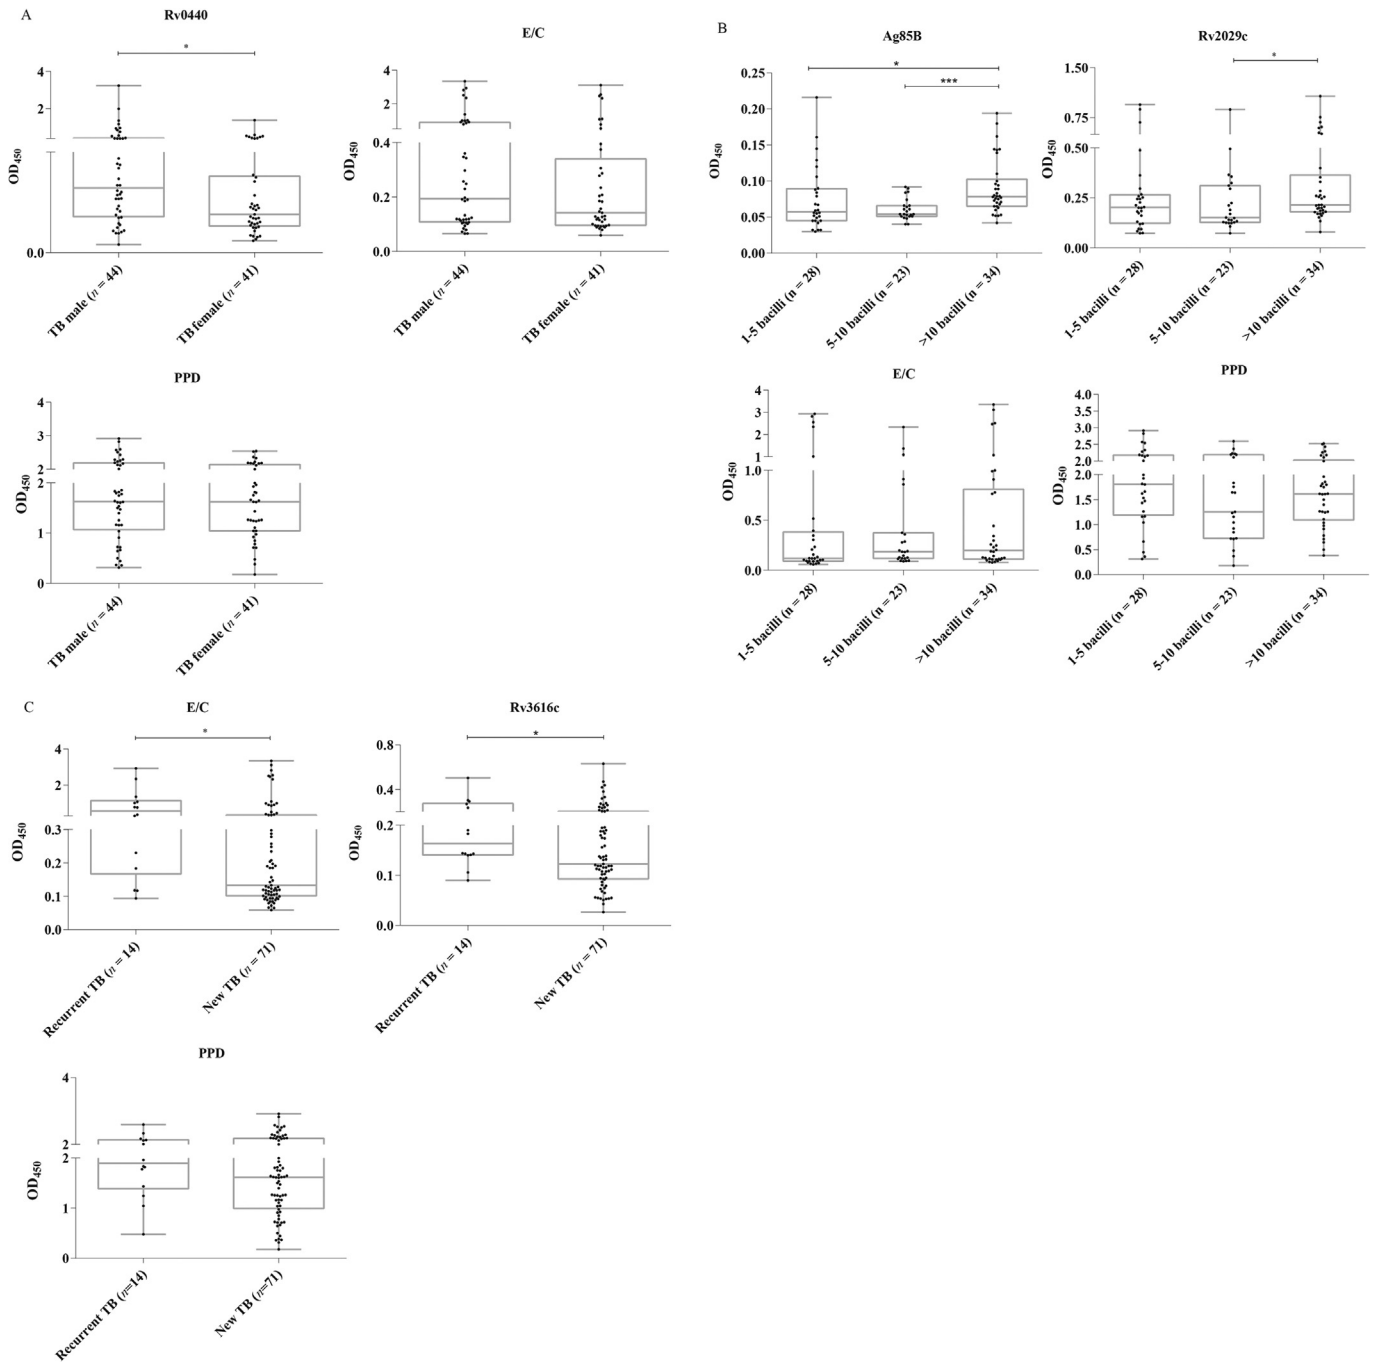 A
Rv0440
*
OD450
4
2
0.0
TB male (n = 44)
TB female (n = 41)
E/C
OD450
4
2
0.4
0.2
0.0
TB male (n = 44)
TB female (n = 41)
PPD
OD450
4
3
2
2
1
0
TB male (n = 44)
TB female (n = 41)
B
Ag85B
*
***
OD450
0.25
0.20
0.15
0.10
0.05
0.00
1-5 bacilli (n = 28)
5-10 bacilli (n = 23)
>10 bacilli (n = 34)
Rv2029c
*
OD450
1.50
0.75
0.50
0.25
0.00
1-5 bacilli (n = 28)
5-10 bacilli (n = 23)
>10 bacilli (n = 34)
E/C
OD450
4
3
2
1
1.0
0.5
0.0
1-5 bacilli (n = 28)
5-10 bacilli (n = 23)
>10 bacilli (n = 34)
PPD
OD450
4.0
3.5
3.0
2.5
2.0
2.0
1.5
1.0
0.5
0.0
1-5 bacilli (n = 28)
5-10 bacilli (n = 23)
>10 bacilli (n = 34)
C
E/C
*
OD450
4
2
0.3
0.2
0.1
0.0
Recurrent TB (n = 14)
New TB (n = 71)
Rv3616c
*
OD450
0.8
0.4
0.2
0.1
0.0
Recurrent TB (n = 14)
New TB (n = 71)
PPD
OD450
4
2
2
1
0
Recurrent TB (n=14)
New TB (n=71)